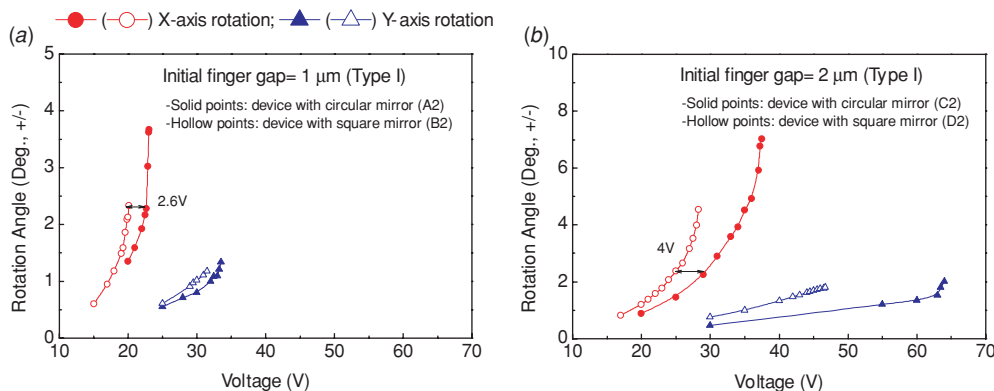 (○) X-axis rotation; (△) Y-axis rotation
(a)
(b)
Initial finger gap= 1 μm (Type I)
-Solid points: device with circular mirror (A2)
-Hollow points: device with square mirror (B2)
2.6V
Rotation Angle (Deg., +/-)
5
4
3
2
1
0
10 20 30 40 50 60 70
Voltage (V)
Initial finger gap= 2 μm (Type I)
-Solid points: device with circular mirror (C2)
-Hollow points: device with square mirror (D2)
4V
Rotation Angle (Deg., +/-)
10
8
6
4
2
0
10 20 30 40 50 60 70
Voltage (V)